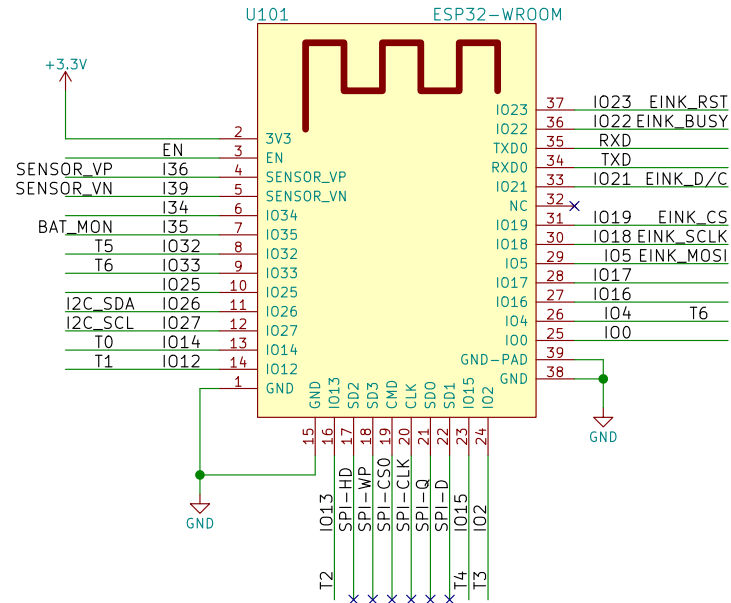 U101 ESP32-WROOM
+3.3V
2 3V3
EN 3 EN
SENSOR_VP I36 4 SENSOR_VP
SENSOR_VN I39 5 SENSOR_VN
I34 6 IO34
BAT_MON I35 7 IO35
T5 IO32 8 IO32
T6 IO33 9 IO33
IO25 10 IO25
I2C_SDA IO26 11 IO26
I2C_SCL IO27 12 IO27
T0 IO14 13 IO14
T1 IO12 14 IO12
1 GND
IO23 37 IO23 EINK_RST
IO22 36 IO22 EINK_BUSY
TXD0 35 RXD
RXD0 34 TXD
IO21 33 IO21 EINK_D/C
NC 32
IO19 31 IO19 EINK_CS
IO18 30 IO18 EINK_SCLK
IO5 29 IO5 EINK_MOSI
IO17 28 IO17
IO16 27 IO16
IO4 26 IO4 T6
IO0 25 IO0
GND-PAD 39
GND 38
GND
GND 15
IO13 16 IO13 T2
SD2 17 SPI-HD
SD3 18 SPI-WP
CMD 19 SPI-CS0
CLK 20 SPI-CLK
SD0 21 SPI-Q
SD1 22 SPI-D
IO15 23 IO15 T4
IO2 24 IO2 T3
GND